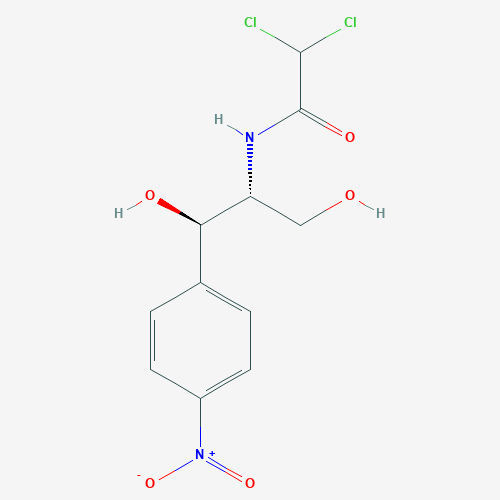 Cl Cl
H
N O
H O O H
N +
- O O